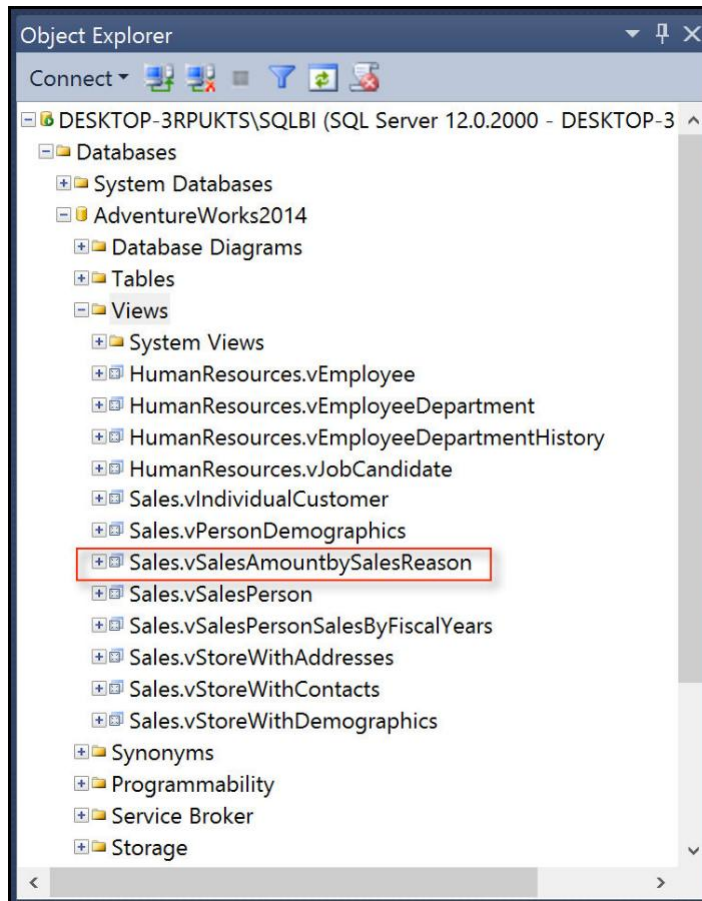 Object Explorer
Connect
DESKTOP-3RPUKTS\SQLBI (SQL Server 12.0.2000 - DESKTOP-3
Databases
System Databases
AdventureWorks2014
Database Diagrams
Tables
Views
System Views
HumanResources.vEmployee
HumanResources.vEmployeeDepartment
HumanResources.vEmployeeDepartmentHistory
HumanResources.vJobCandidate
Sales.vIndividualCustomer
Sales.vPersonDemographics
Sales.vSalesAmountbySalesReason
Sales.vSalesPerson
Sales.vSalesPersonSalesByFiscalYears
Sales.vStoreWithAddresses
Sales.vStoreWithContacts
Sales.vStoreWithDemographics
Synonyms
Programmability
Service Broker
Storage